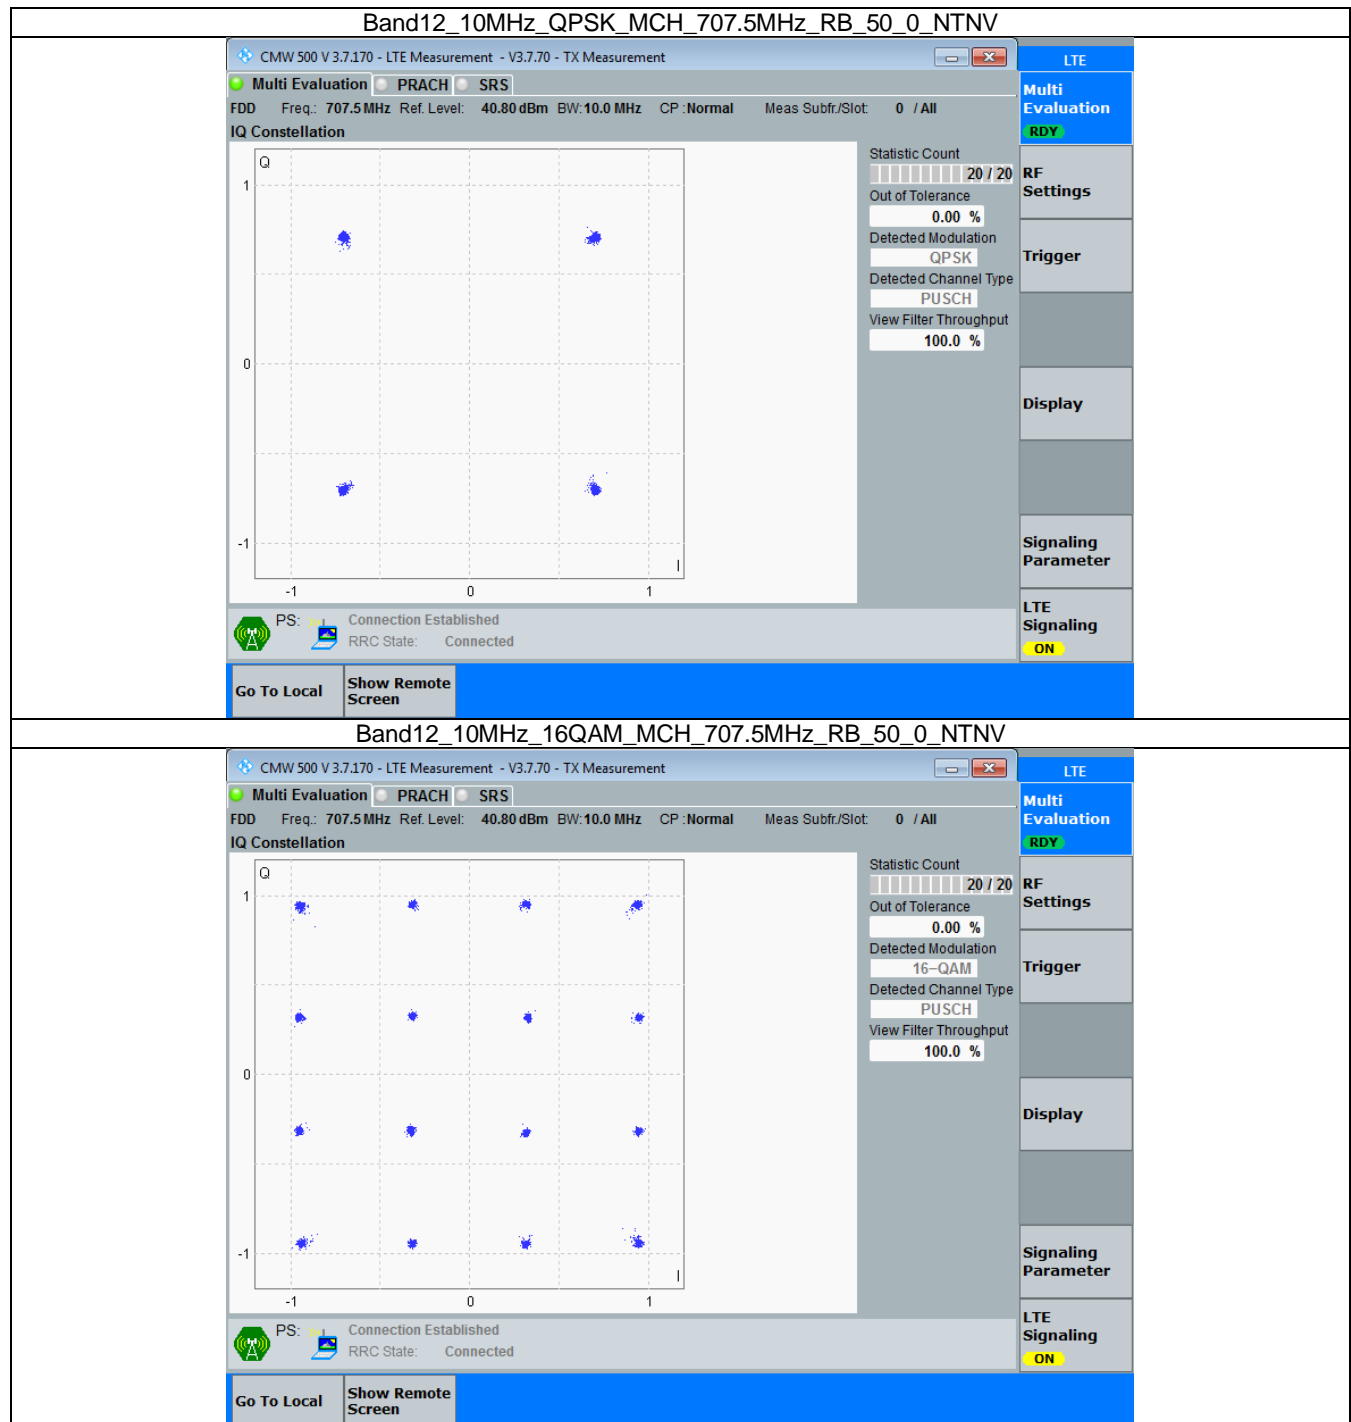 Band12_10MHz_QPSK_MCH_707.5MHz_RB_50_0_NTNV
CMW 500 V 3.7.170 - LTE Measurement - V3.7.70 - TX Measurement
LTE
Multi Evaluation PRACH SRS
Multi
Evaluation
RDY
FDD Freq.: 707.5 MHz Ref. Level: 40.80 dBm BW: 10.0 MHz CP : Normal Meas Subfr./Slot: 0 / All
IQ Constellation
Q
1
0
-1
I
-1 0 1
Statistic Count
20 / 20
Out of Tolerance
0.00 %
Detected Modulation
QPSK
Detected Channel Type
PUSCH
View Filter Throughput
100.0 %
RF
Settings
Trigger
Display
Signaling
Parameter
LTE
Signaling
ON
PS: Connection Established
RRC State: Connected
Go To Local
Show Remote
Screen
Band12_10MHz_16QAM_MCH_707.5MHz_RB_50_0_NTNV
CMW 500 V 3.7.170 - LTE Measurement - V3.7.70 - TX Measurement
LTE
Multi Evaluation PRACH SRS
Multi
Evaluation
RDY
FDD Freq.: 707.5 MHz Ref. Level: 40.80 dBm BW: 10.0 MHz CP : Normal Meas Subfr./Slot: 0 / All
IQ Constellation
Q
1
0
-1
I
-1 0 1
Statistic Count
20 / 20
Out of Tolerance
0.00 %
Detected Modulation
16-QAM
Detected Channel Type
PUSCH
View Filter Throughput
100.0 %
RF
Settings
Trigger
Display
Signaling
Parameter
LTE
Signaling
ON
PS: Connection Established
RRC State: Connected
Go To Local
Show Remote
Screen